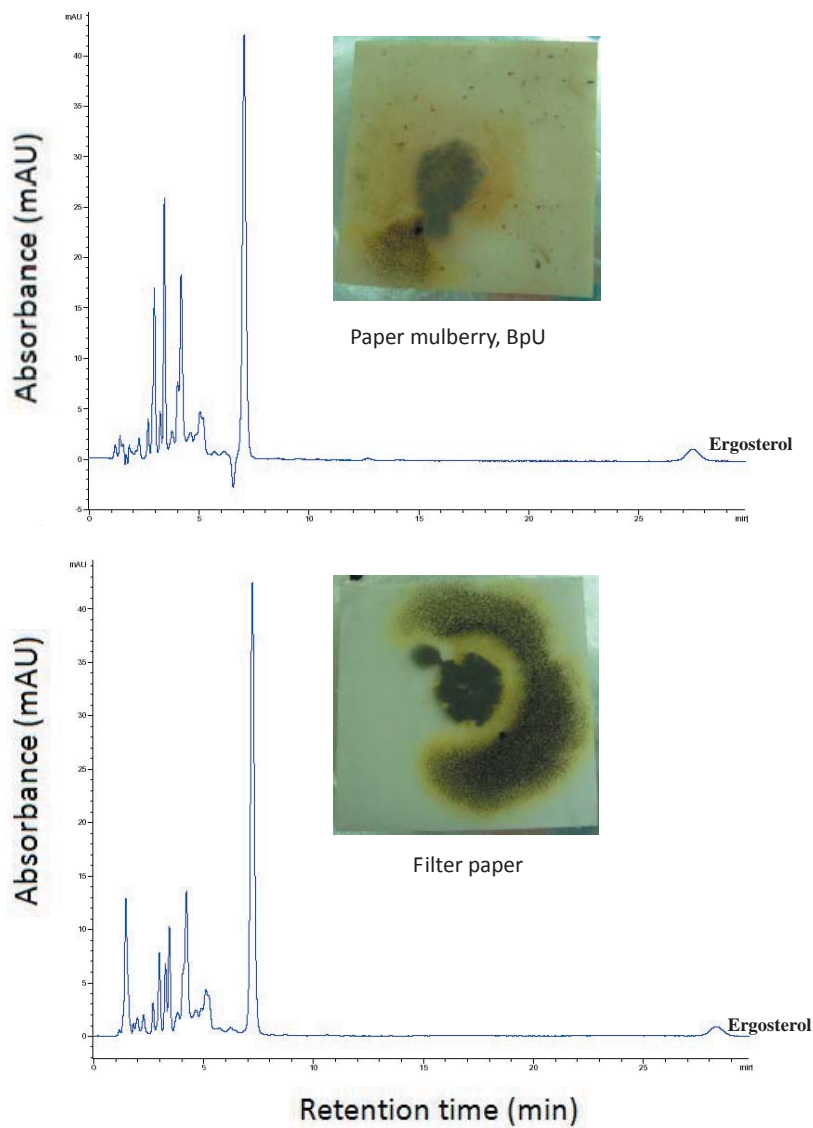 mAU
40
35
30
25
20
15
10
5
0
-5
Absorbance (mAU)
Paper mulberry, BpU
Ergosterol
0 5 10 15 20 25 min
mAU
40
35
30
25
20
15
10
5
0
Absorbance (mAU)
Filter paper
Ergosterol
0 5 10 15 20 25 min
Retention time (min)